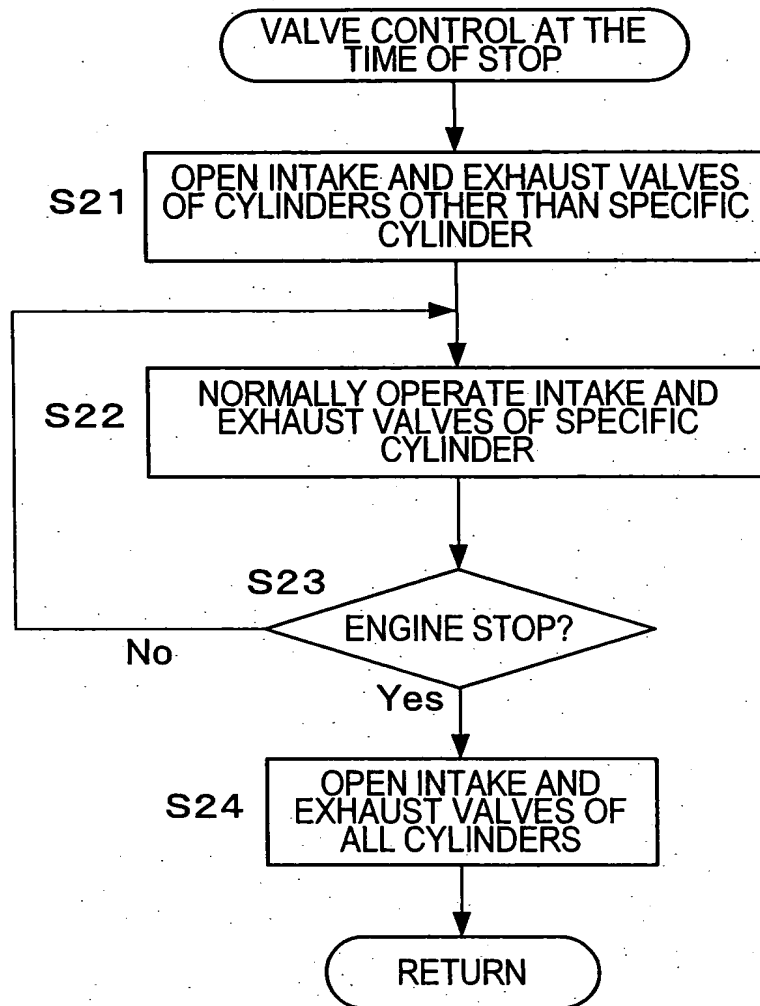 VALVE CONTROL AT THE
TIME OF STOP
S21
OPEN INTAKE AND EXHAUST VALVES
OF CYLINDERS OTHER THAN SPECIFIC
CYLINDER
S22
NORMALLY OPERATE INTAKE AND
EXHAUST VALVES OF SPECIFIC
CYLINDER
S23
ENGINE STOP?
No
Yes
S24
OPEN INTAKE AND
EXHAUST VALVES OF
ALL CYLINDERS
RETURN